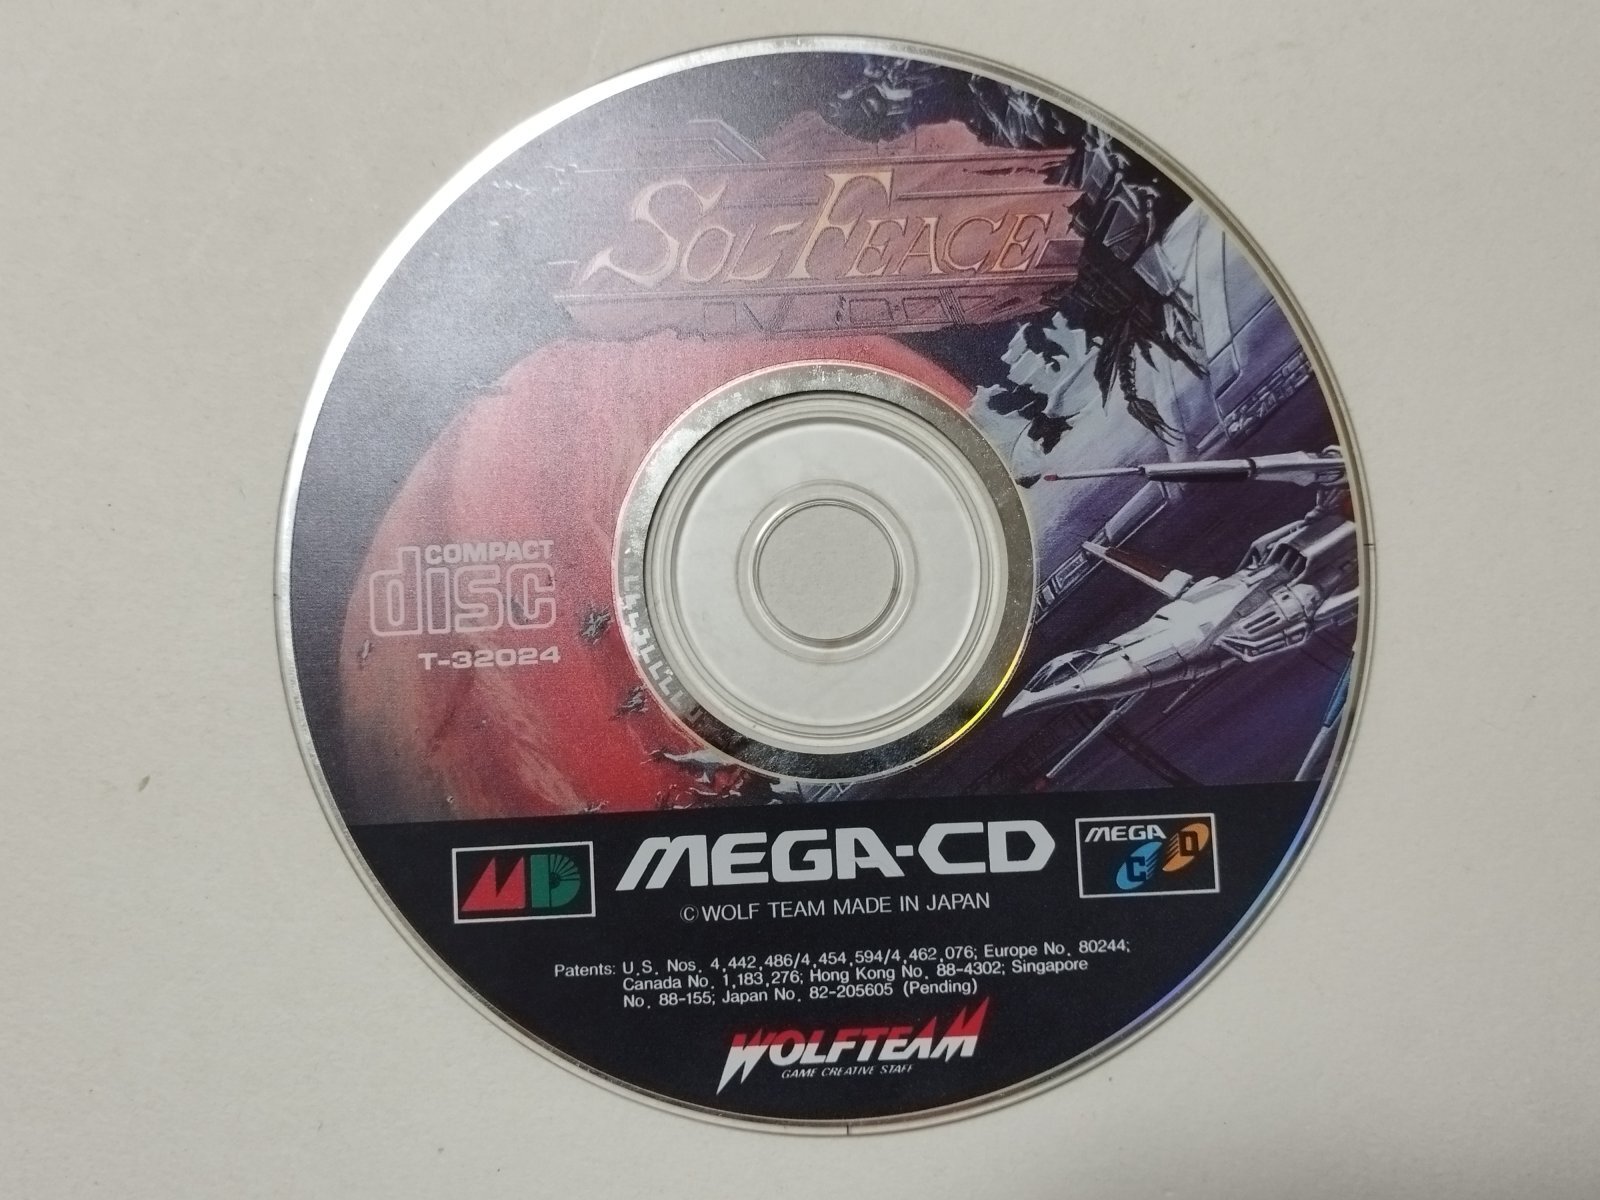 SOL-FEACE
COMPACT
disc
T-32024
MD
MEGA-CD
MEGA
CD
©WOLF TEAM MADE IN JAPAN
Patents: U.S. Nos. 4,442,486/4,454,594/4,462,076; Europe No. 80244;
Canada No. 1,183,276; Hong Kong No. 88-4302; Singapore
No. 88-155; Japan No. 82-205605 (Pending)
WOLFTEAM
GAME CREATIVE STAFF